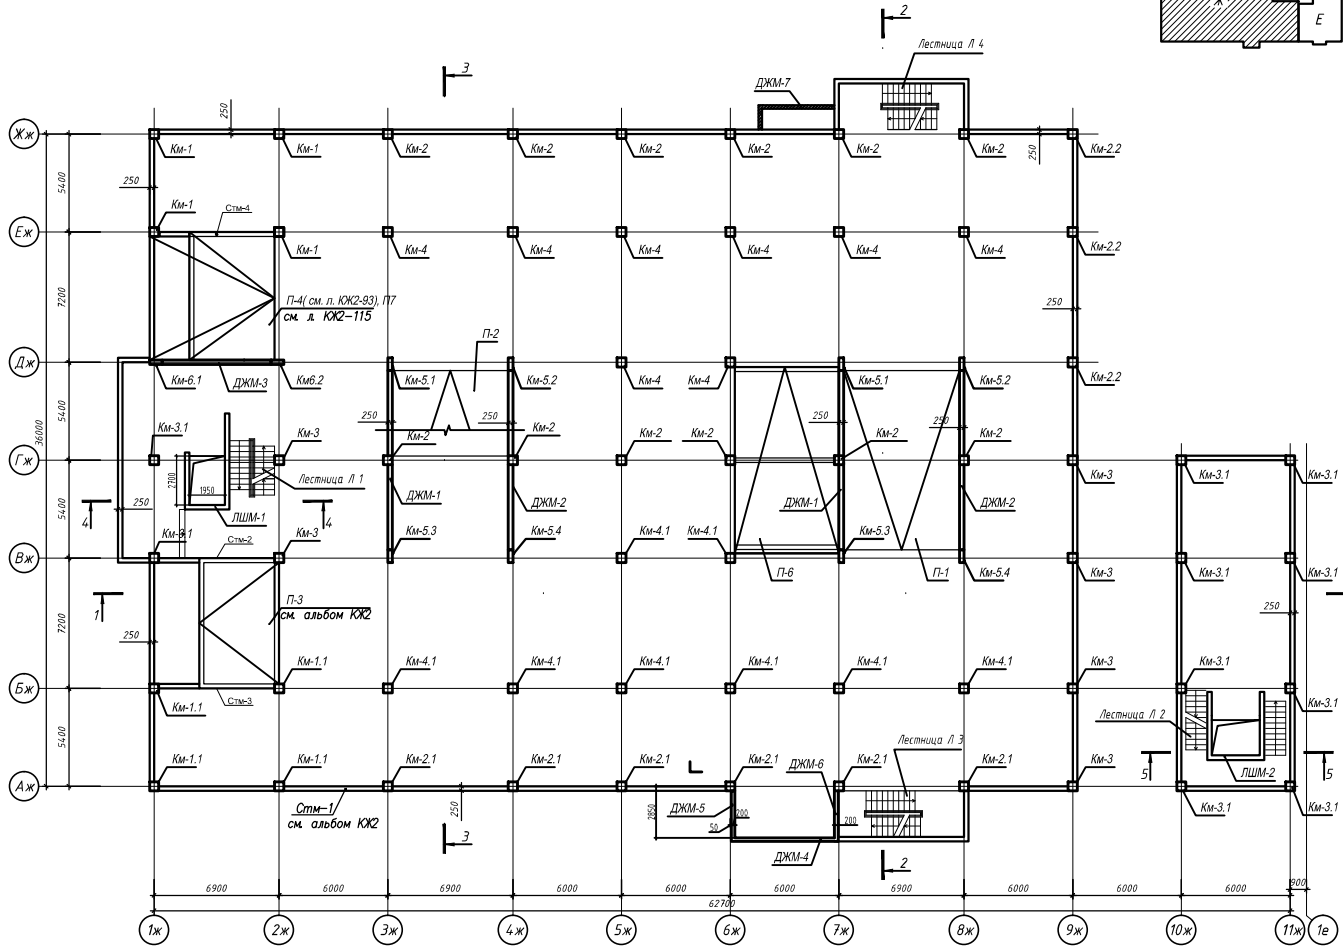 2
Лестница Л 4
Е
3
ДЖМ-7
250
Жж
Км-1
Км-1
Км-2
Км-2
Км-2
Км-2
Км-2
Км-2
Км-2.2
250
5400
250
Км-1
Стм-4
Еж
Км-1
Км-4
Км-4
Км-4
Км-4
Км-4
Км-4
Км-2.2
7200
П-4( см. л. КЖ2-93), П7
см. л. КЖ2-115
250
П-2
Дж
Км-6.1
ДЖМ-3
Км6.2
Км-5.1
Км-5.2
Км-4
Км-4
Км-5.1
Км-5.2
Км-2.2
5400
36000
250
250
250
250
Км-3.1
Км-3
Км-2
Км-2
Км-2
Км-2
Км-2
Км-2
Гж
Км-3
Км-3.1
Км-3.1
2700
1950
Лестница Л 1
ДЖМ-1
ДЖМ-2
ДЖМ-1
ДЖМ-2
4
250
ЛШМ-1
4
5400
Км-3.1
Стм-2
Км-3
Км-5.3
Км-5.4
Км-4.1
Км-4.1
Км-5.3
Вж
П-6
П-1
Км-5.4
Км-3
Км-3.1
Км-3.1
1
П-3
см. альбом КЖ2
250
250
7200
Км-1.1
Км-4.1
Км-4.1
Км-4.1
Км-4.1
Км-4.1
Км-4.1
Км-3
Км-3.1
Бж
Км-1.1
Стм-3
Км-3.1
Лестница Л 2
5400
Лестница Л 3
Км-1.1
Км-1.1
Км-2.1
Км-2.1
Км-2.1
Км-2.1
ДЖМ-6
Км-2.1
Км-2.1
Км-3
5
ЛШМ-2
5
Аж
Стм-1
см. альбом КЖ2
250
2850
ДЖМ-5
200
50
200
Км-3.1
Км-3.1
3
ДЖМ-4
2
6900
6000
6900
6000
6000
6000
6900
6000
6000
6000
900
62700
1ж
2ж
3ж
4ж
5ж
6ж
7ж
8ж
9ж
10ж
11ж
1е